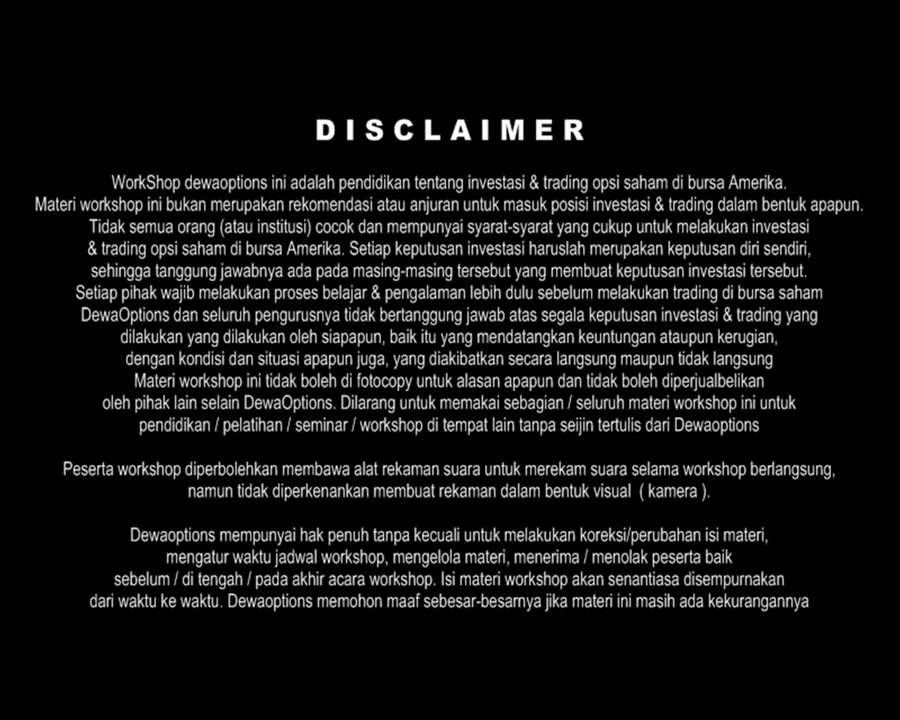 DISCLAIMER
WorkShop dewaoptions ini adalah pendidikan tentang investasi & trading opsi saham di bursa Amerika.
Materi workshop ini bukan merupakan rekomendasi atau anjuran untuk masuk posisi investasi & trading dalam bentuk apapun.
Tidak semua orang (atau institusi) cocok dan mempunyai syarat-syarat yang cukup untuk melakukan investasi
& trading opsi saham di bursa Amerika. Setiap keputusan investasi haruslah merupakan keputusan diri sendiri,
sehingga tanggung jawabnya ada pada masing-masing tersebut yang membuat keputusan investasi tersebut.
Setiap pihak wajib melakukan proses belajar & pengalaman lebih dulu sebelum melakukan trading di bursa saham
DewaOptions dan seluruh pengurusnya tidak bertanggung jawab atas segala keputusan investasi & trading yang
dilakukan yang dilakukan oleh siapapun, baik itu yang mendatangkan keuntungan ataupun kerugian,
dengan kondisi dan situasi apapun juga, yang diakibatkan secara langsung maupun tidak langsung
Materi workshop ini tidak boleh di fotocopy untuk alasan apapun dan tidak boleh diperjualbelikan
oleh pihak lain selain DewaOptions. Dilarang untuk memakai sebagian / seluruh materi workshop ini untuk
pendidikan / pelatihan / seminar / workshop di tempat lain tanpa seijin tertulis dari Dewaoptions
Peserta workshop diperbolehkan membawa alat rekaman suara untuk merekam suara selama workshop berlangsung,
namun tidak diperkenankan membuat rekaman dalam bentuk visual ( kamera ).
Dewaoptions mempunyai hak penuh tanpa kecuali untuk melakukan koreksi/perubahan isi materi,
mengatur waktu jadwal workshop, mengelola materi, menerima / menolak peserta baik
sebelum / di tengah / pada akhir acara workshop. Isi materi workshop akan senantiasa disempurnakan
dari waktu ke waktu. Dewaoptions memohon maaf sebesar-besarnya jika materi ini masih ada kekurangannya